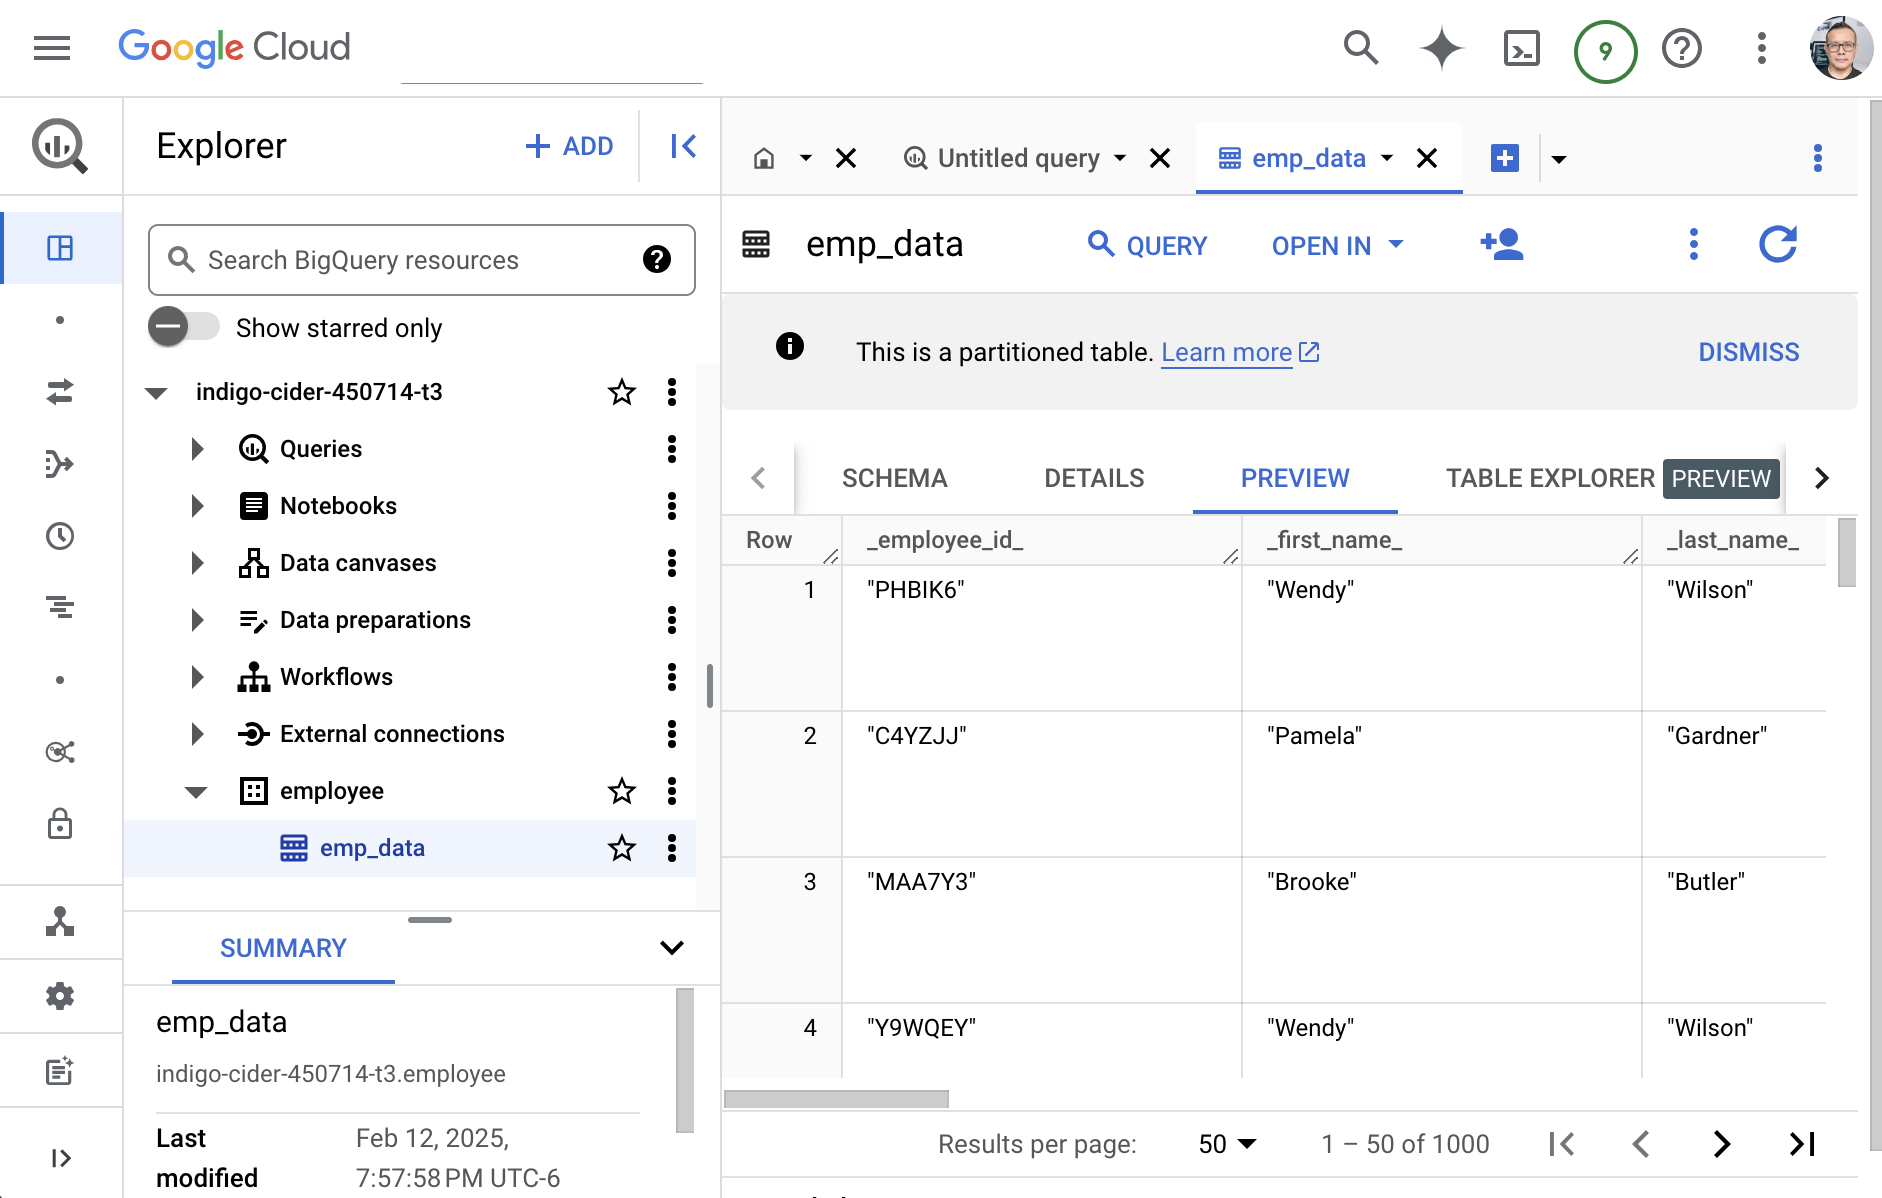 Google Cloud
9
Explorer
ADD
Untitled query
emp_data
Search BigQuery resources
Show starred only
emp_data
QUERY
OPEN IN
This is a partitioned table. Learn more
DISMISS
indigo-cider-450714-t3
Queries
Notebooks
Data canvases
Data preparations
Workflows
External connections
employee
emp_data
SCHEMA
DETAILS
PREVIEW
TABLE EXPLORER PREVIEW
Row _employee_id_ _first_name_ _last_name_
1 "PHBIK6" "Wendy" "Wilson"
2 "C4YZJJ" "Pamela" "Gardner"
3 "MAA7Y3" "Brooke" "Butler"
4 "Y9WQEY" "Wendy" "Wilson"
SUMMARY
emp_data
indigo-cider-450714-t3.employee
Last modified
Feb 12, 2025,
7:57:58 PM UTC-6
Results per page: 50 1 – 50 of 1000